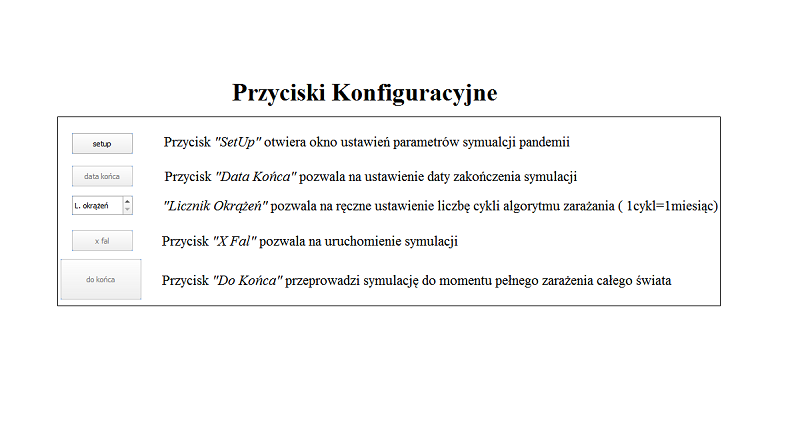 Przyciski Konfiguracyjne
setup Przycisk "SetUp" otwiera okno ustawień parametrów symualcji pandemii
data końca Przycisk "Data Końca" pozwala na ustawienie daty zakończenia symulacji
L. okrążeń "Licznik Okrążeń" pozwala na ręczne ustawienie liczbę cykli algorytmu zarażania ( 1cykl=1miesiąc)
x fal Przycisk "X Fal" pozwala na uruchomienie symulacji
do końca Przycisk "Do Końca" przeprowadzi symulację do momentu pełnego zarażenia całego świata